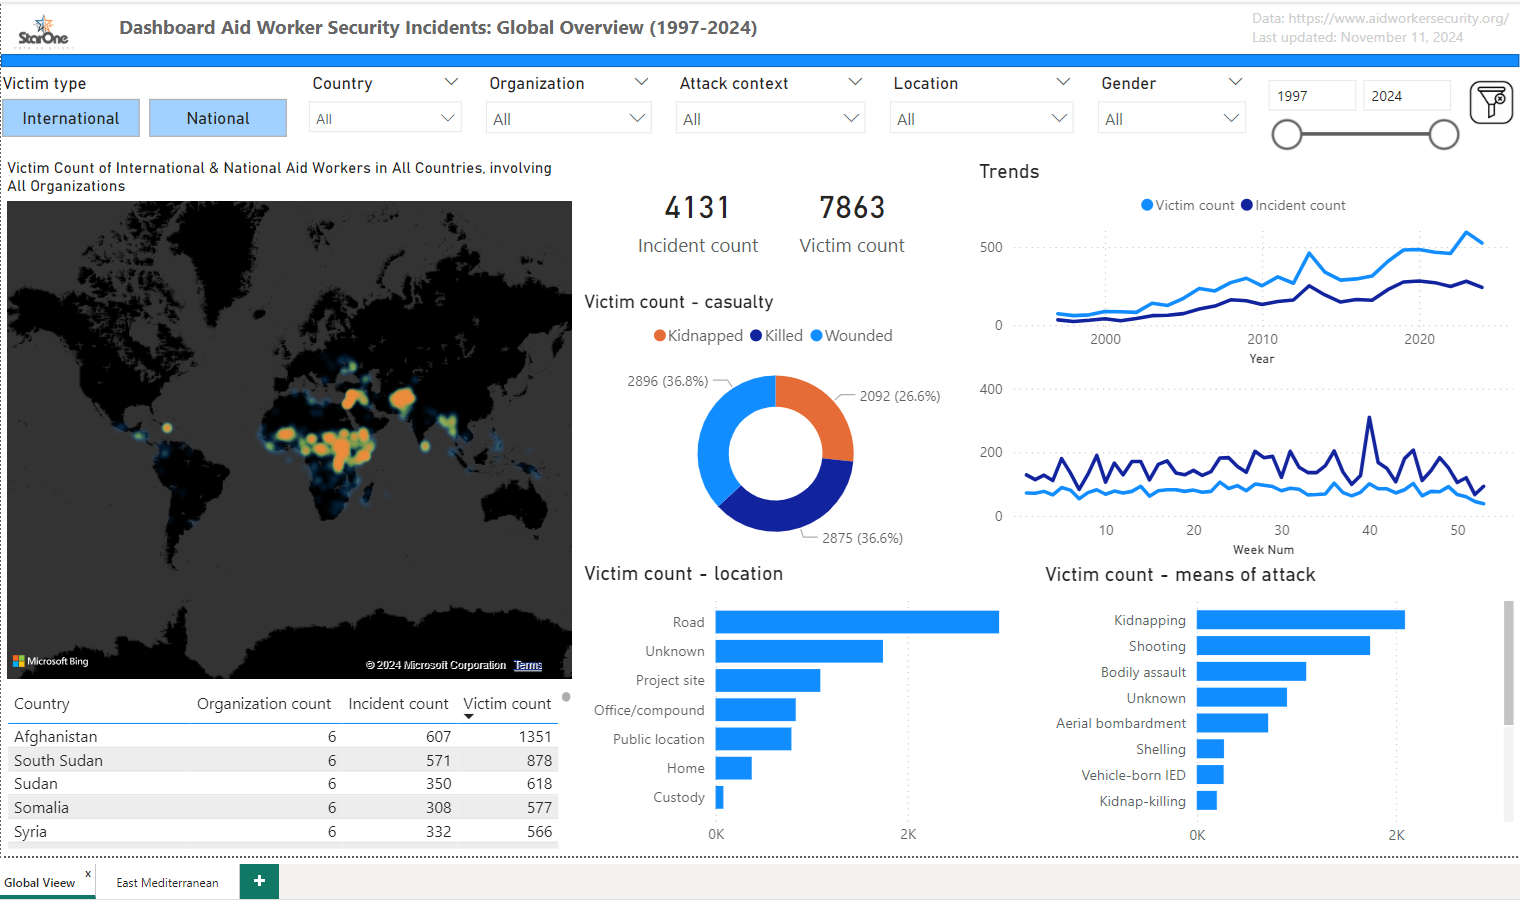 StarOne
Dashboard Aid Worker Security Incidents: Global Overview (1997-2024)
Data: https://www.aidworkersecurity.org/
Last updated: November 11, 2024
Victim type
International
National
Country
All
Organization
All
Attack context
All
Location
All
Gender
All
1997
2024
Victim Count of International & National Aid Workers in All Countries, involving
All Organizations
Microsoft Bing
© 2024 Microsoft Corporation Terms
4131
Incident count
7863
Victim count
Victim count - casualty
Kidnapped Killed Wounded
2896 (36.8%)
2092 (26.6%)
2875 (36.6%)
Trends
Victim count Incident count
500
0
2000 2010 2020
Year
400
200
0
10 20 30 40 50
Week Num
Country Organization count Incident count Victim count
Afghanistan 6 607 1351
South Sudan 6 571 878
Sudan 6 350 618
Somalia 6 308 577
Syria 6 332 566
Victim count - location
Road
Unknown
Project site
Office/compound
Public location
Home
Custody
0K 2K
Victim count - means of attack
Kidnapping
Shooting
Bodily assault
Unknown
Aerial bombardment
Shelling
Vehicle-born IED
Kidnap-killing
0K 2K
Global Vieew x
East Mediterranean
+